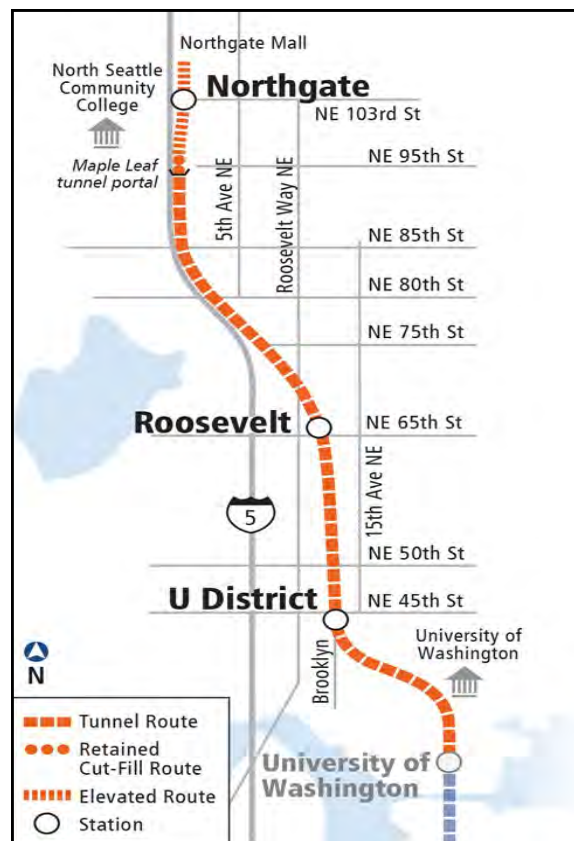 Northgate Mall
North Seattle
Community
College
Northgate
NE 103rd St
Maple Leaf
tunnel portal
NE 95th St
5th Ave NE
Roosevelt Way NE
NE 85th St
NE 80th St
NE 75th St
Roosevelt
NE 65th St
15th Ave NE
5
NE 50th St
U District
NE 45th St
University of
Washington
Brooklyn
N
University of
Washington
Tunnel Route
Retained
Cut-Fill Route
Elevated Route
Station